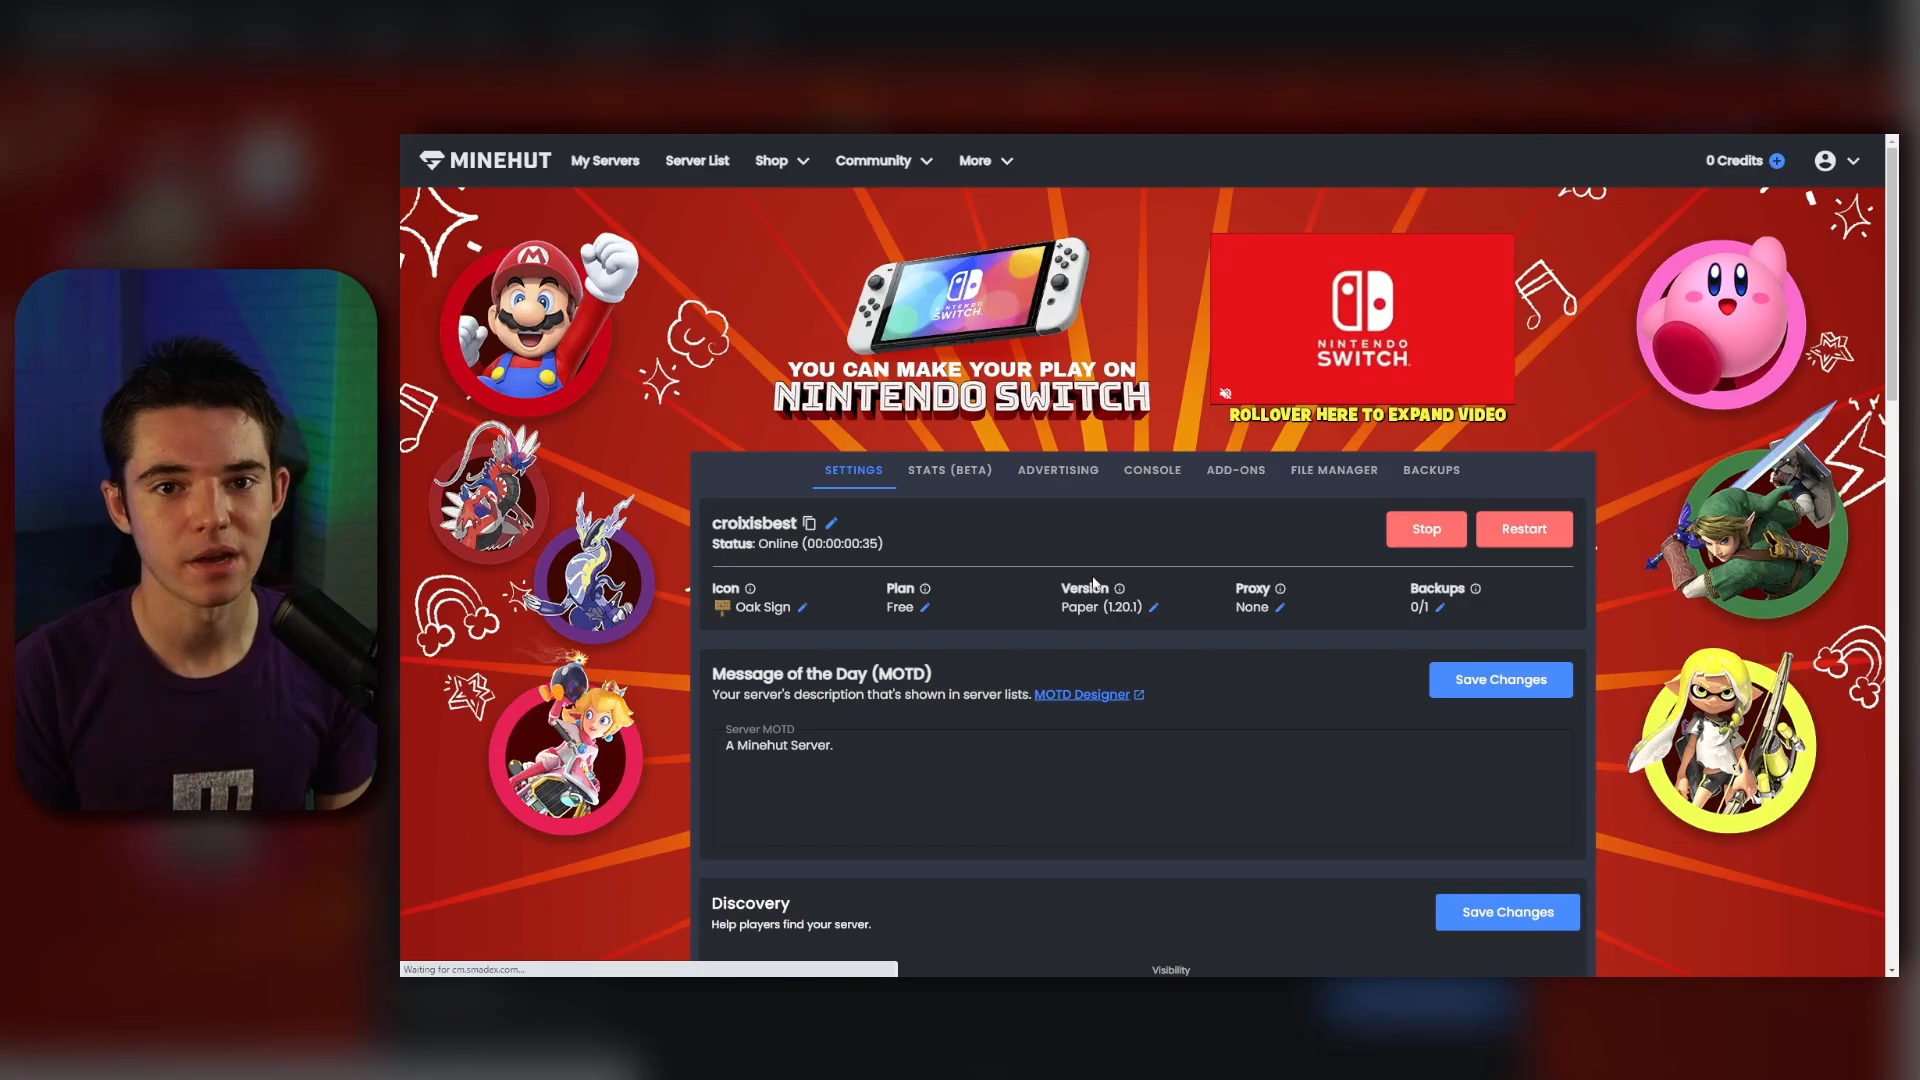 MINEHUT My Servers Server List Shop Community More 0 Credits
M
NINTENDO
SWITCH
YOU CAN MAKE YOUR PLAY ON
NINTENDO SWITCH
NINTENDO
SWITCH
ROLLOVER HERE TO EXPAND VIDEO
SETTINGS STATS (BETA) ADVERTISING CONSOLE ADD-ONS FILE MANAGER BACKUPS
croixisbest
Status: Online (00:00:00:35)
Stop Restart
Icon Plan Version Proxy Backups
Oak Sign Free Paper (1.20.1) None 0/1
Message of the Day (MOTD)
Your server's description that's shown in server lists. MOTD Designer
Save Changes
Server MOTD
A Minehut Server.
Discovery
Help players find your server.
Save Changes
Visibility
Waiting for cm.smadex.com...